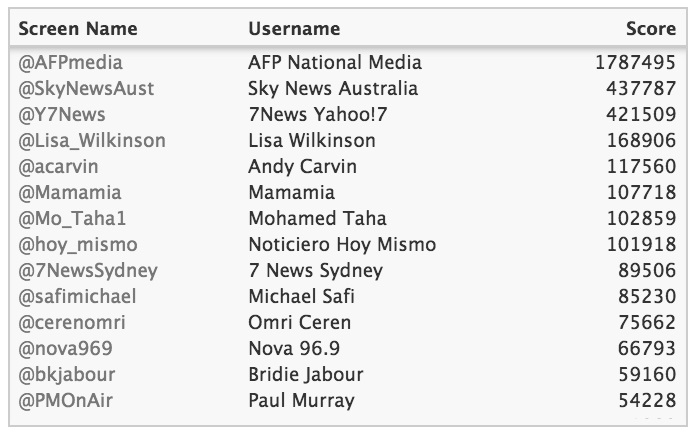 Screen Name Username Score
@AFPmedia AFP National Media 1787495
@SkyNewsAust Sky News Australia 437787
@Y7News 7News Yahoo!7 421509
@Lisa_Wilkinson Lisa Wilkinson 168906
@acarvin Andy Carvin 117560
@Mamamia Mamamia 107718
@Mo_Taha1 Mohamed Taha 102859
@hoy_mismo Noticiero Hoy Mismo 101918
@7NewsSydney 7 News Sydney 89506
@safimichael Michael Safi 85230
@cerenomri Omri Ceren 75662
@nova969 Nova 96.9 66793
@bkjabour Bridie Jabour 59160
@PMOnAir Paul Murray 54228